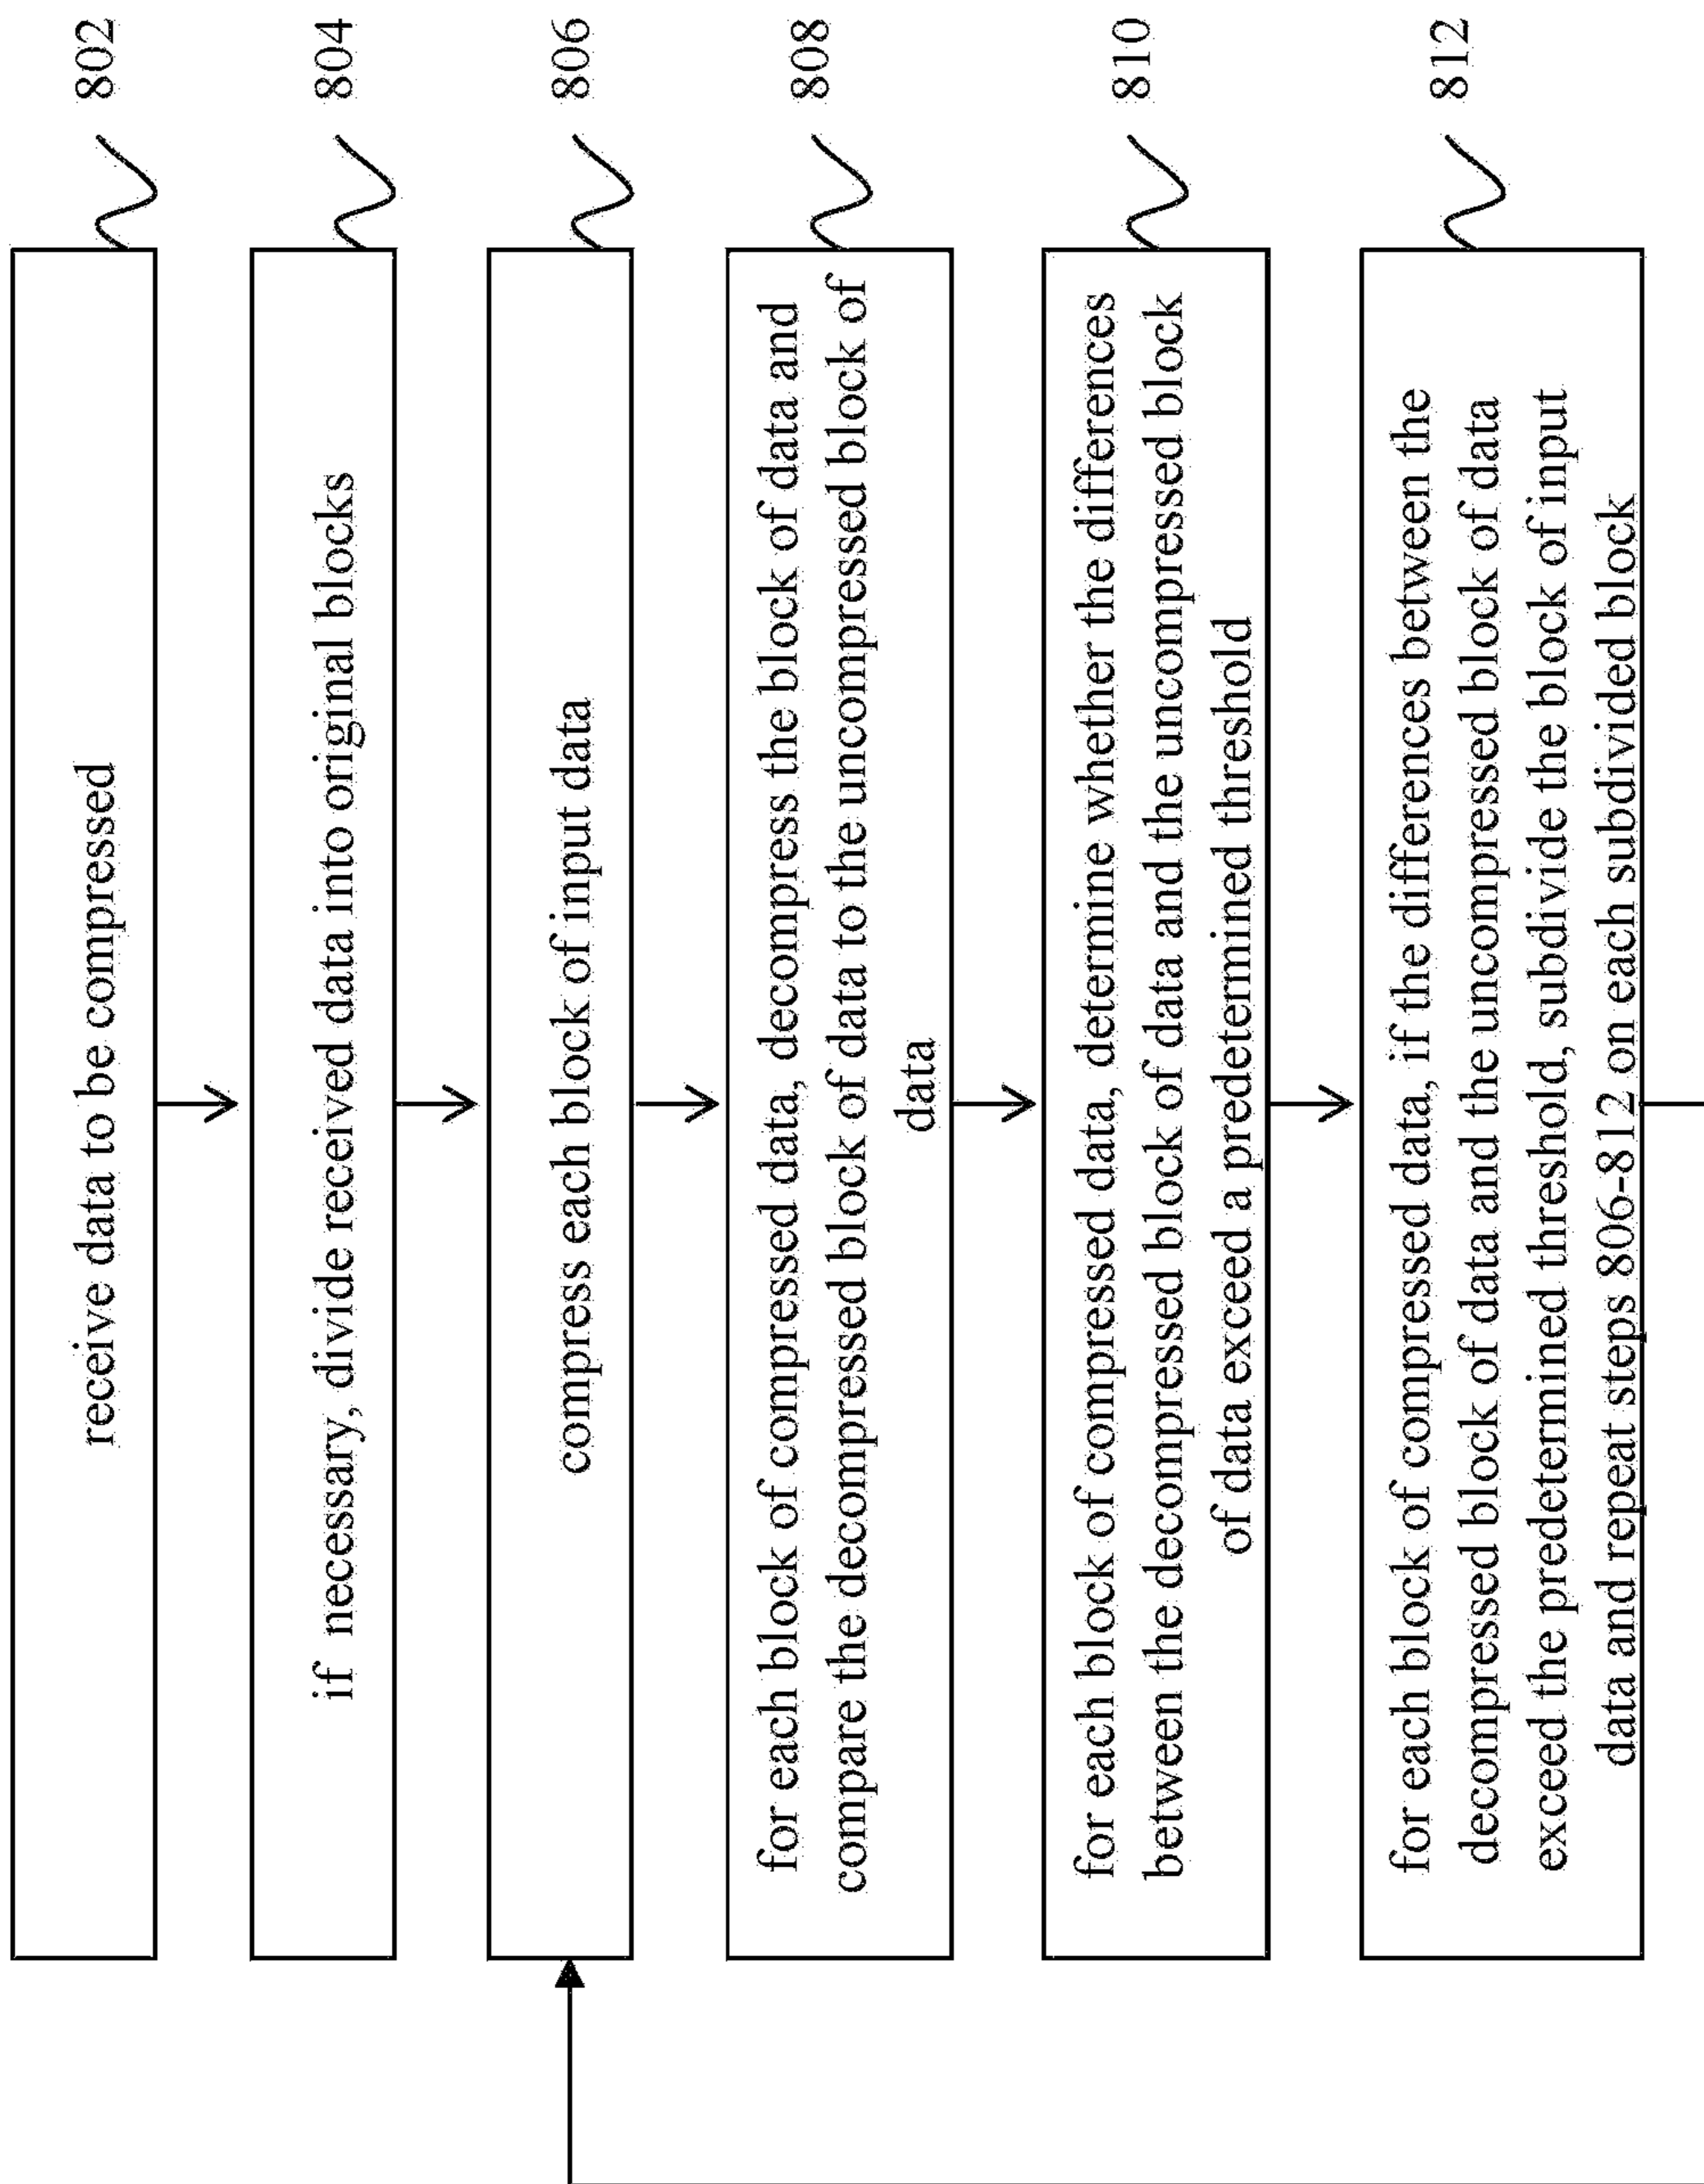 receive data to be compressed
802
if necessary, divide received data into original blocks
804
compress each block of input data
806
for each block of compressed data, decompress the block of data and
compare the decompressed block of data to the uncompressed block of
data
808
for each block of compressed data, determine whether the differences
between the decompressed block of data and the uncompressed block
of data exceed a predetermined threshold
810
for each block of compressed data, if the differences between the
decompressed block of data and the uncompressed block of data
exceed the predetermined threshold, subdivide the block of input
data and repeat steps 806-812 on each subdivided block
812